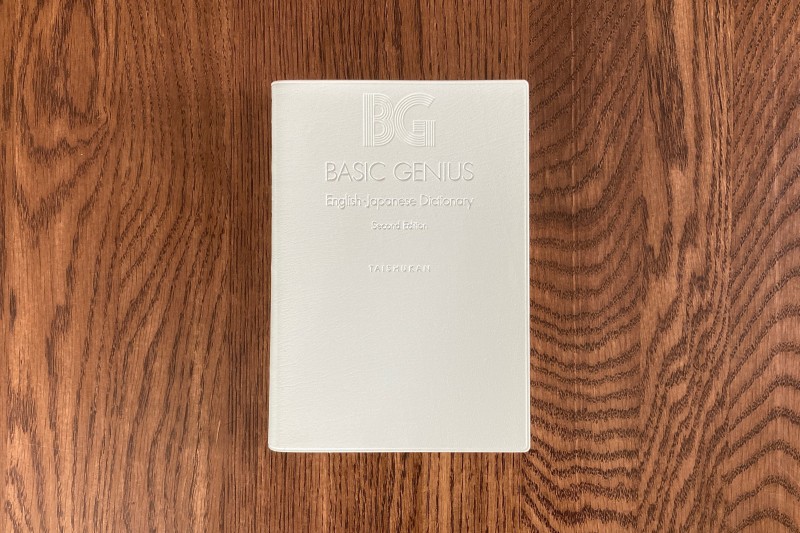 BG
BASIC GENIUS
English-Japanese Dictionary
Second Edition
TAISHUKAN